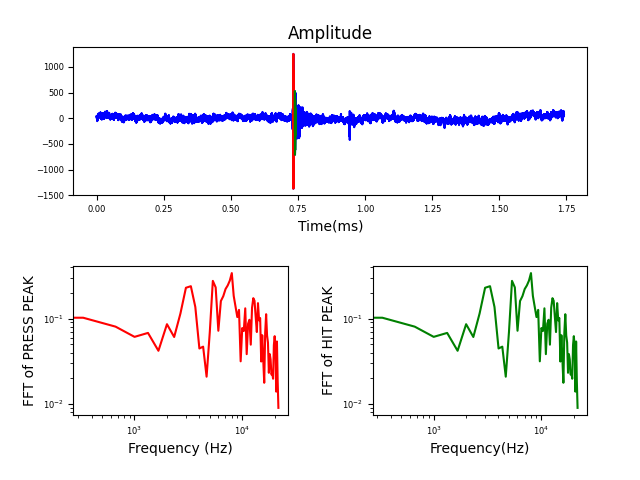 Amplitude
1000
500
0
−500
−1000
−1500
0.00 0.25 0.50 0.75 1.00 1.25 1.50 1.75
Time(ms)
FFT of PRESS PEAK
10⁻¹
10⁻²
10³ 10⁴
Frequency (Hz)
FFT of HIT PEAK
10⁻¹
10⁻²
10³ 10⁴
Frequency(Hz)